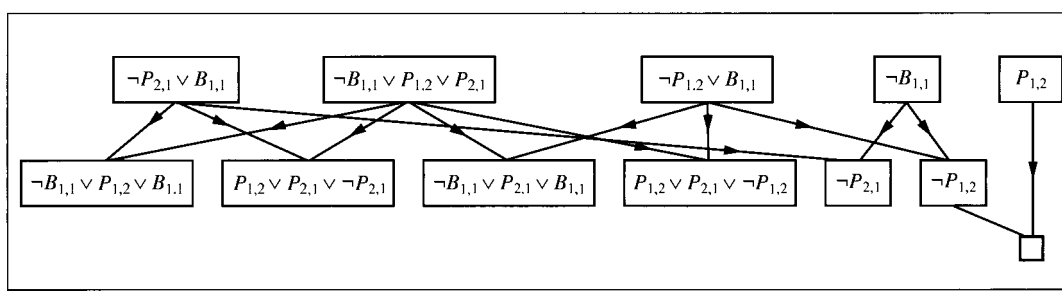 ¬P2,1 ∨ B1,1 ¬B1,1 ∨ P1,2 ∨ P2,1 ¬P1,2 ∨ B1,1 ¬B1,1 P1,2
¬B1,1 ∨ P1,2 ∨ B1,1 P1,2 ∨ P2,1 ∨ ¬P2,1 ¬B1,1 ∨ P2,1 ∨ B1,1 P1,2 ∨ P2,1 ∨ ¬P1,2 ¬P2,1 ¬P1,2